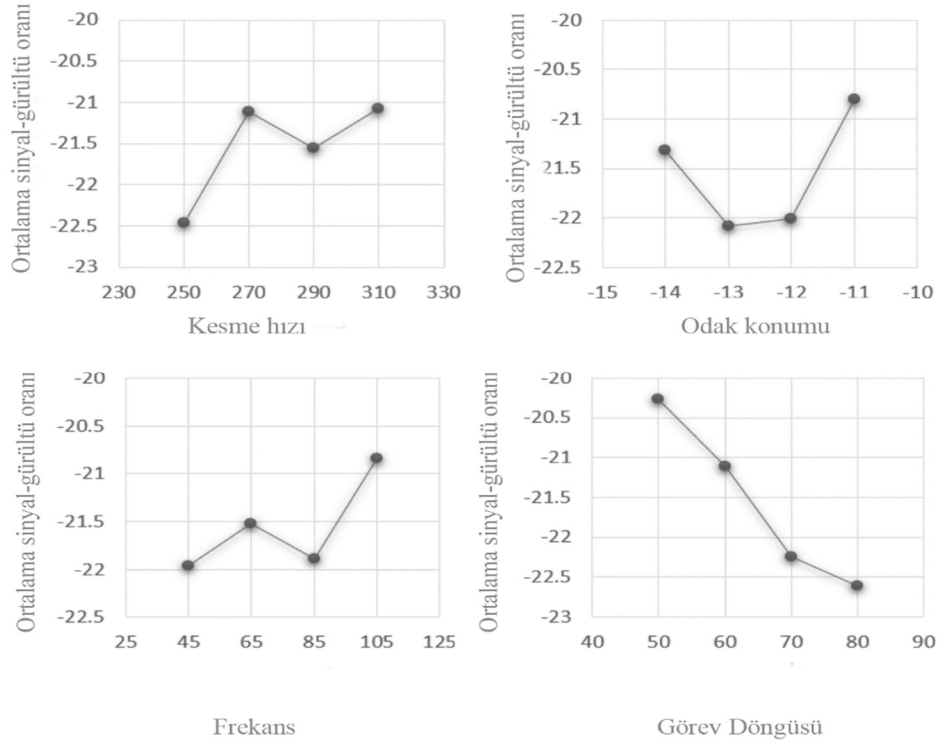 Ortalama sinyal-gürültü oranı
-20
-20.5
-21
-21.5
-22
-22.5
-23
230 250 270 290 310 330
Kesme hızı
Ortalama sinyal-gürültü oranı
-20
-20.5
-21
-21.5
-22
-22.5
-15 -14 -13 -12 -11 -10
Odak konumu
Ortalama sinyal-gürültü oranı
-20
-20.5
-21
-21.5
-22
-22.5
25 45 65 85 105 125
Frekans
Ortalama sinyal-gürültü oranı
-20
-20.5
-21
-21.5
-22
-22.5
-23
40 50 60 70 80 90
Görev Döngüsü